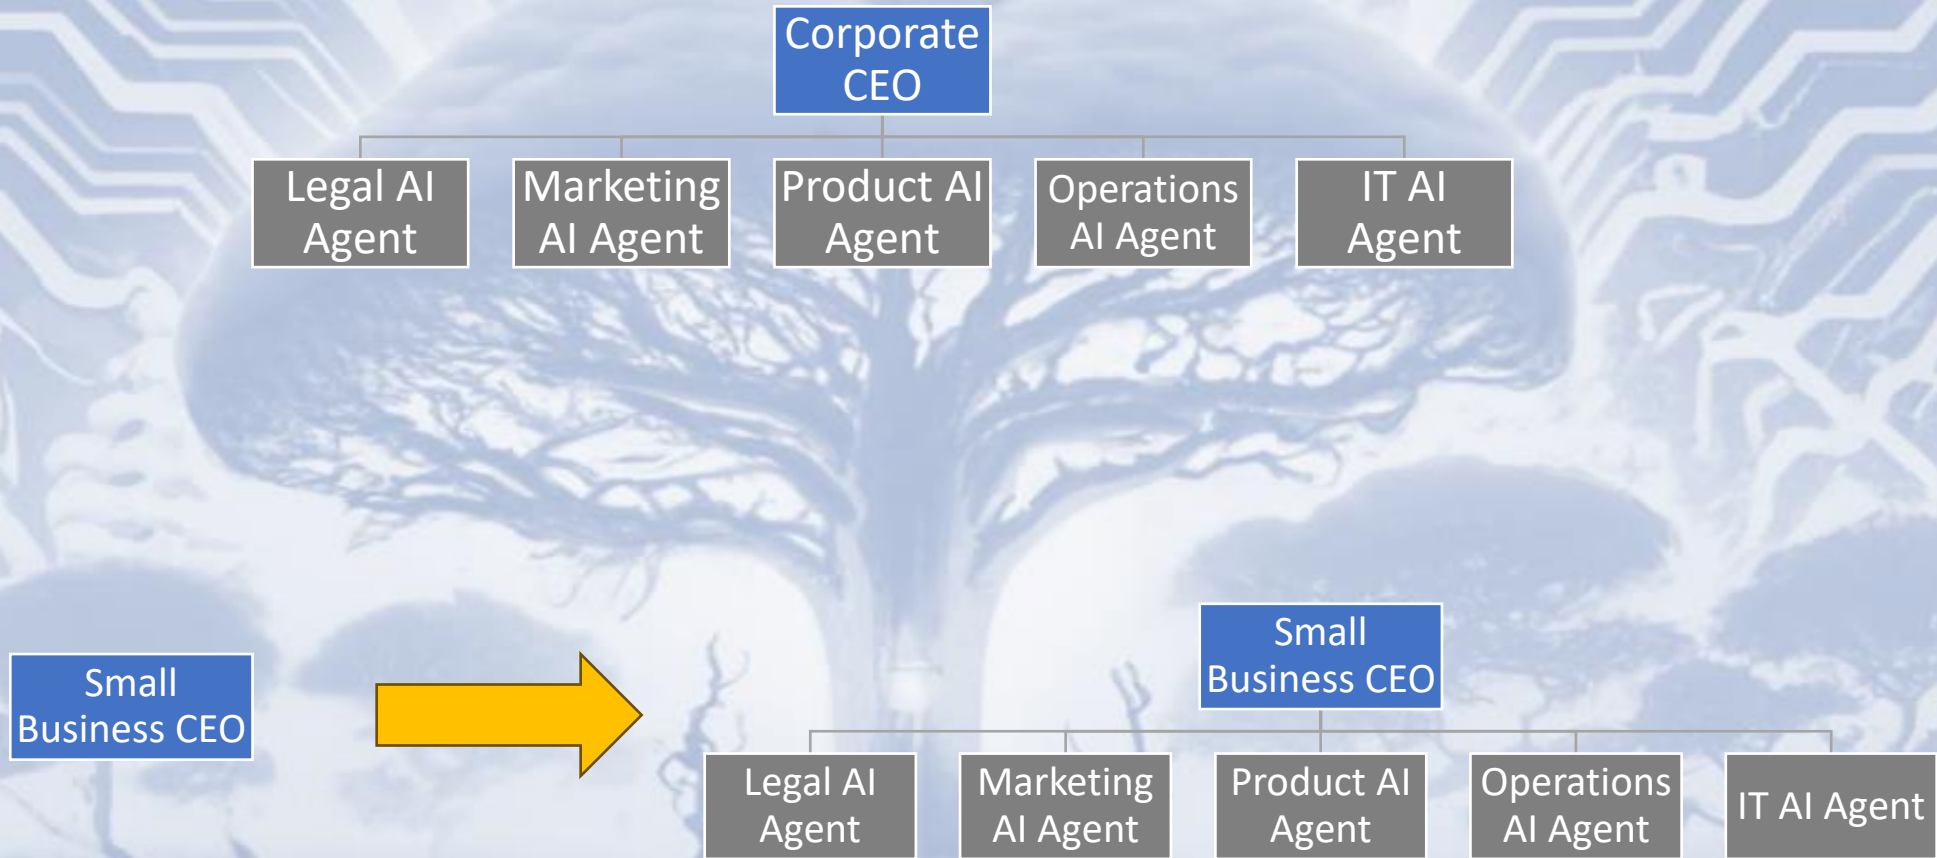 Corporate
CEO
Legal AI
Agent
Marketing
AI Agent
Product AI
Agent
Operations
AI Agent
IT AI
Agent
Small
Business CEO
Small
Business CEO
Legal AI
Agent
Marketing
AI Agent
Product AI
Agent
Operations
AI Agent
IT AI Agent